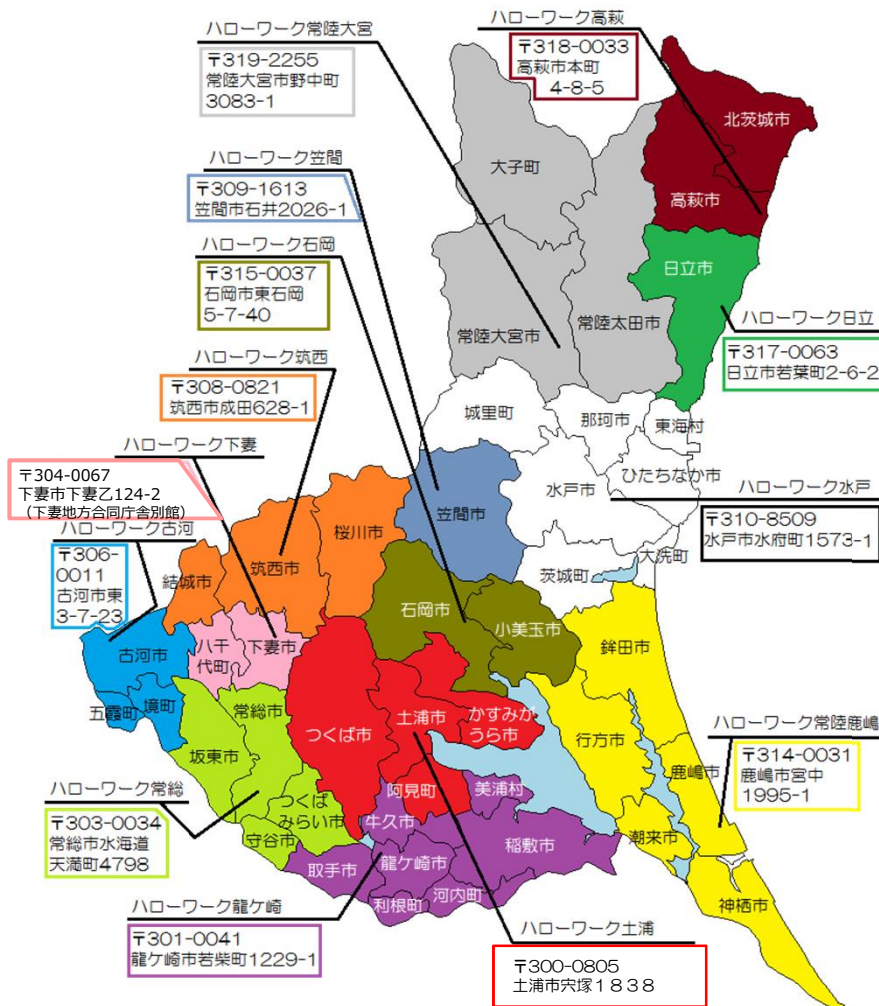 ハローワーク常陸大宮
〒319-2255
常陸大宮市野中町
3083-1
ハローワーク高萩
〒318-0033
高萩市本町
4-8-5
ハローワーク笠間
〒309-1613
笠間市石井2026-1
ハローワーク石岡
〒315-0037
石岡市東石岡
5-7-40
ハローワーク筑西
〒308-0821
筑西市成田628-1
ハローワーク下妻
〒304-0067
下妻市下妻乙124-2
（下妻地方合同庁舎別館）
ハローワーク古河
〒306-
0011
古河市東
3-7-23
ハローワーク日立
〒317-0063
日立市若葉町2-6-2
ハローワーク水戸
〒310-8509
水戸市水府町1573-1
ハローワーク常陸鹿嶋
〒314-0031
鹿嶋市宮中
1995-1
ハローワーク常総
〒303-0034
常総市水海道
天満町4798
ハローワーク龍ケ崎
〒301-0041
龍ケ崎市若柴町1229-1
ハローワーク土浦
〒300-0805
土浦市宍塚1838
北茨城市
大子町
高萩市
日立市
常陸大宮市
常陸太田市
城里町
那珂市
東海村
ひたちなか市
水戸市
笠間市
大洗町
茨城町
桜川市
筑西市
結城市
石岡市
小美玉市
鉾田市
八千
代町
下妻市
古河市
五霞町
境町
常総市
坂東市
つくば市
土浦市
かすみが
うら市
行方市
鹿嶋市
阿見町
美浦村
つくば
みらい市
牛久市
守谷市
取手市
龍ケ崎市
稲敷市
利根町
河内町
潮来市
神栖市